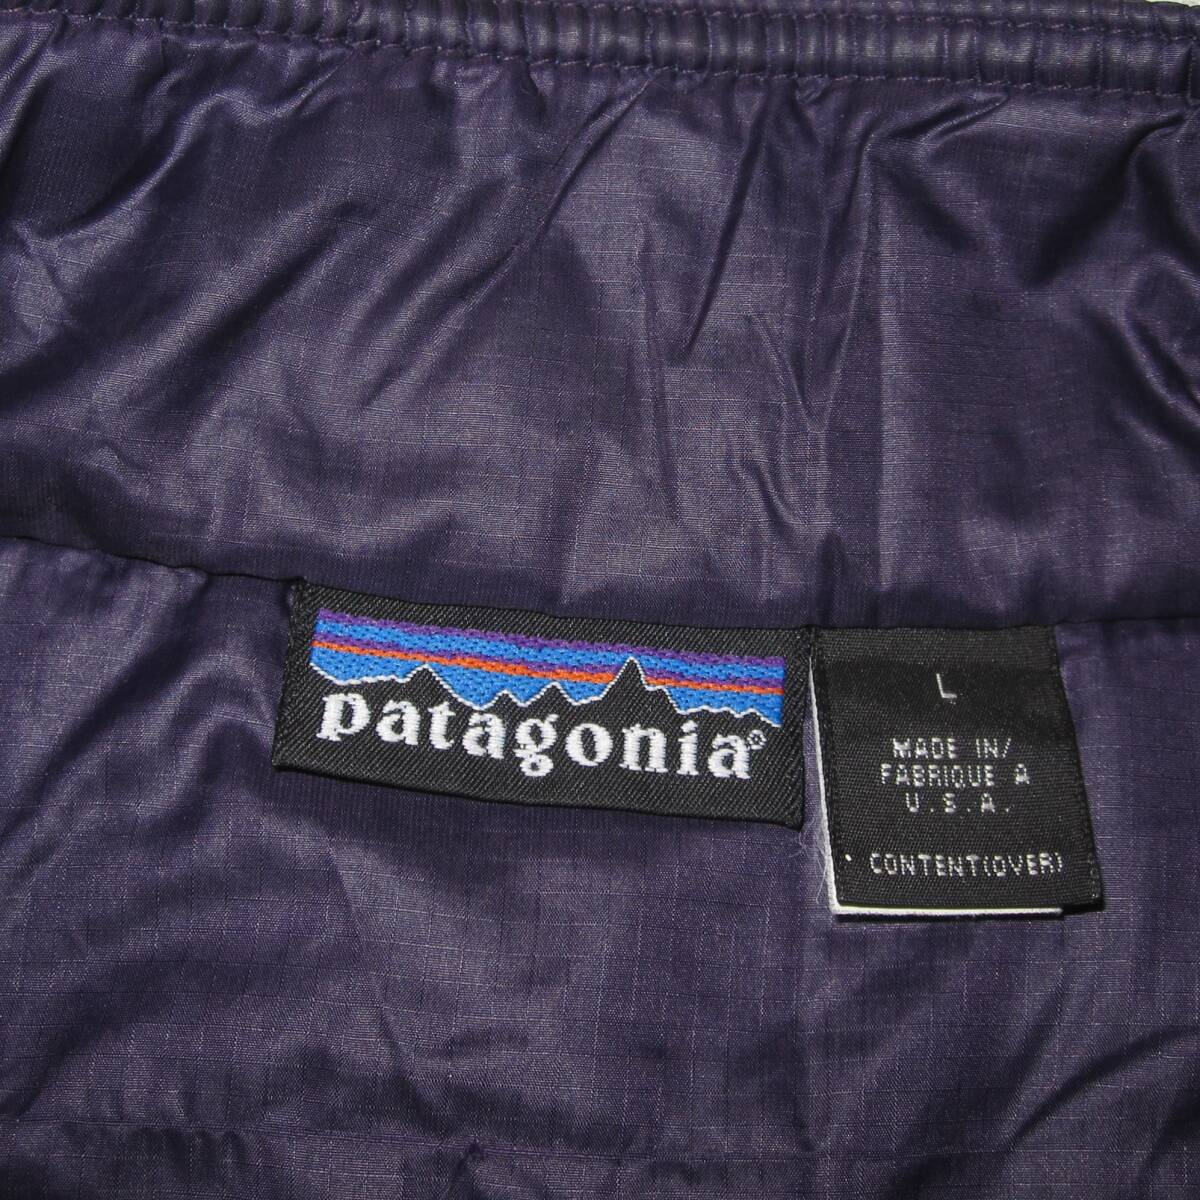 patagonia®
L
MADE IN/
FABRIQUE A
U.S.A.
CONTENT(OVER)